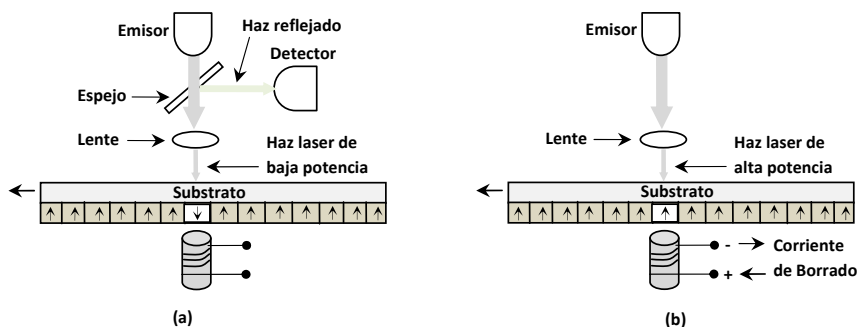 Emisor
Haz reflejado
Detector
Espejo
Lente
Haz laser de
baja potencia
Substrato
(a)
Emisor
Lente
Haz laser de
alta potencia
Substrato
- Corriente
+ de Borrado
(b)